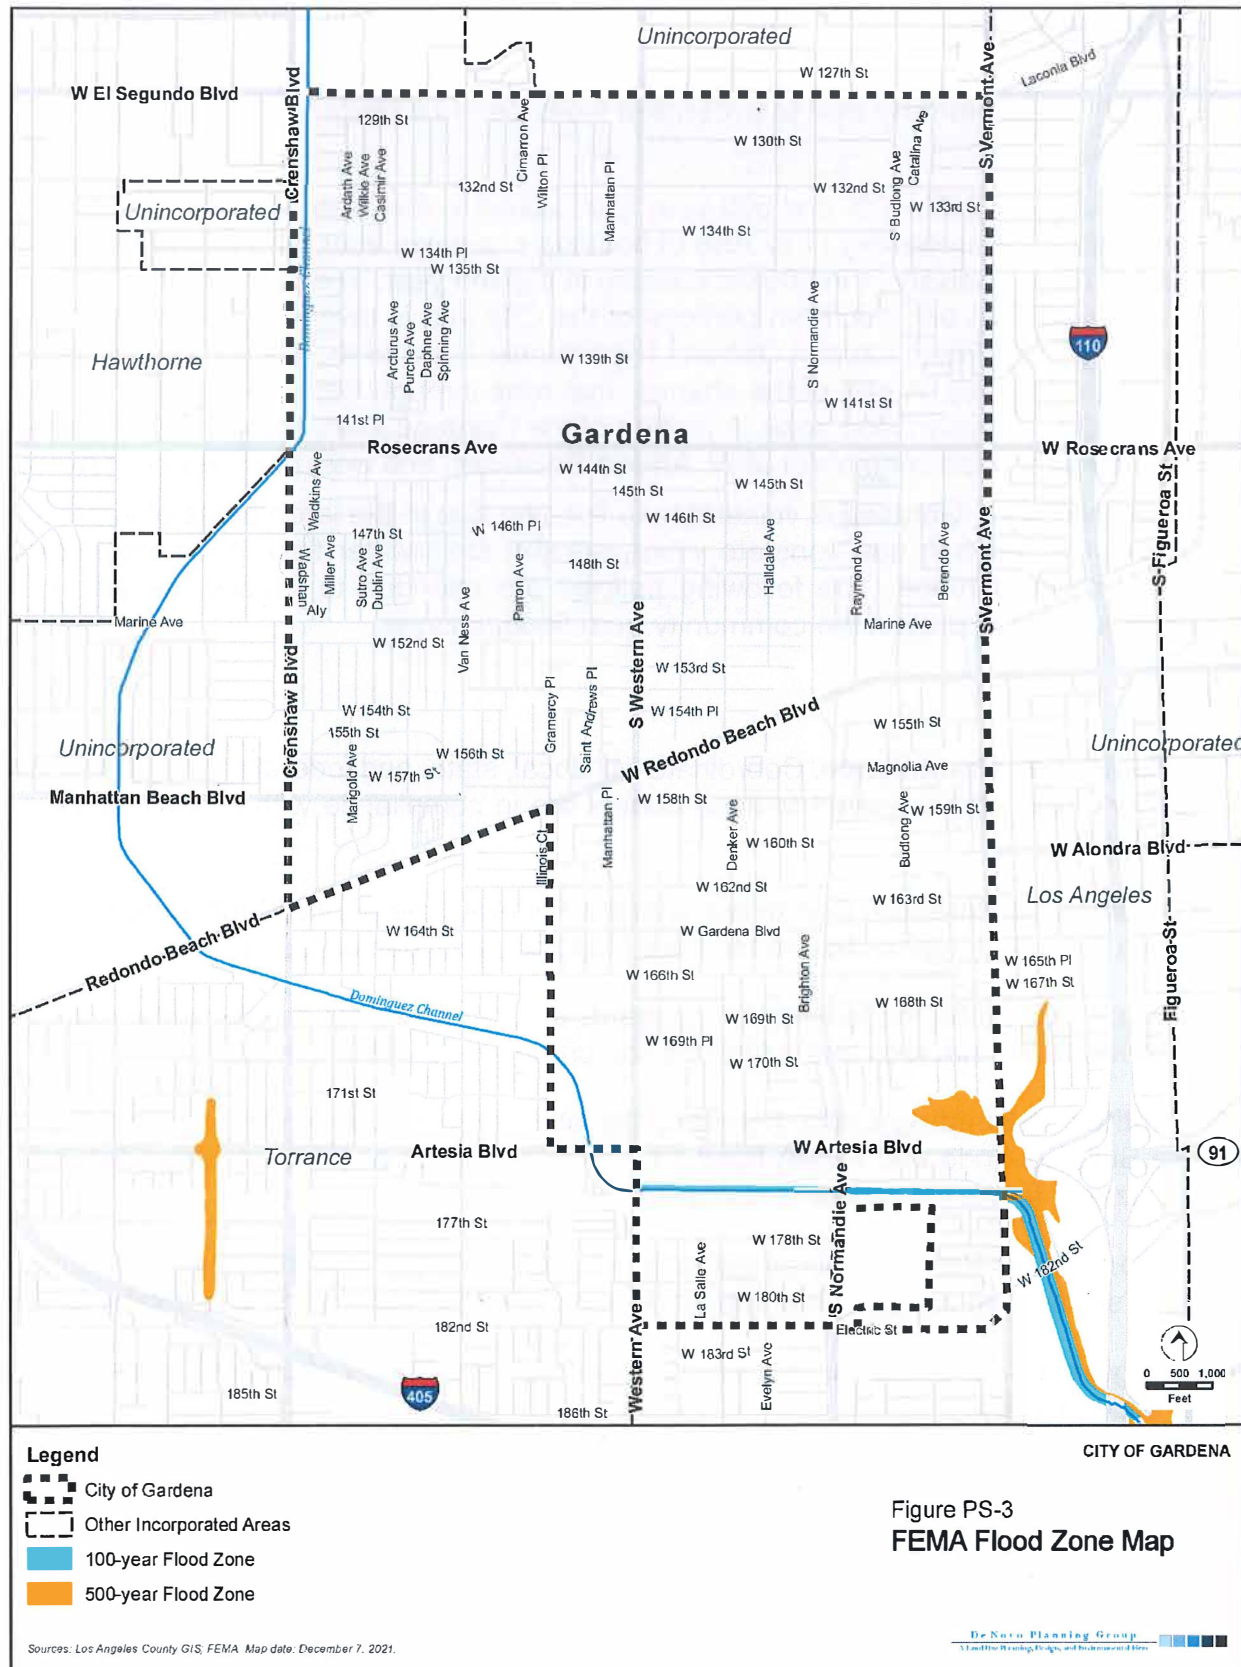 Unincorporated
W 127th St
Laconia Blvd
W El Segundo Blvd
Crenshaw Blvd
S Vermont Ave
129th St
Cimarron Ave
W 130th St
Catalina Ave
Ardath Ave
Wilkie Ave
Casimir Ave
132nd St
Wilton Pl
Manhattan Pl
W 132nd St
S Budlong Ave
W 133rd St
Unincorporated
W 134th St
W 134th Pl
W 135th St
Dominguez Channel
Arcturus Ave
Purche Ave
Daphne Ave
Spinning Ave
S Normandie Ave
110
Hawthorne
W 139th St
W 141st St
141st Pl
Gardena
Rosecrans Ave
W Rosecrans Ave
W 144th St
145th St
W 145th St
Wadkins Ave
W 146th Pl
W 146th St
147th St
Wadshan
Aly
Miller Ave
Sutro Ave
Dublin Ave
148th St
Halldale Ave
Raymond Ave
Berendo Ave
S Vermont Ave
S Figueroa St
Parron Ave
Van Ness Ave
Marine Ave
Marine Ave
W 152nd St
S Western Ave
W 153rd St
Crenshaw Blvd
Gramercy Pl
Saint Andrews Pl
W 154th St
W 154th Pl
W Redondo Beach Blvd
W 155th St
155th St
Unincorporated
W 156th St
Unincorporated
Marigold Ave
W 157th St
Magnolia Ave
Manhattan Beach Blvd
W 158th St
Manhattan Pl
Denker Ave
Budlong Ave
W 159th St
Illinois Ct
W 160th St
W Alondra Blvd
W 162nd St
W 163rd St
Los Angeles
Redondo Beach Blvd
W 164th St
W Gardena Blvd
Brighton Ave
W 165th Pl
W 166th St
W 167th St
Figueroa St
Dominguez Channel
W 168th St
W 169th St
W 169th Pl
W 170th St
171st St
Torrance
Artesia Blvd
W Artesia Blvd
91
S Normandie Ave
177th St
W 178th St
La Salle Ave
W 182nd St
W 180th St
182nd St
Western Ave
Electric St
W 183rd St
Evelyn Ave
185th St
405
186th St
0 500 1,000
Feet
Legend
City of Gardena
Other Incorporated Areas
100-year Flood Zone
500-year Flood Zone
CITY OF GARDENA
Figure PS-3
FEMA Flood Zone Map
Sources: Los Angeles County GIS; FEMA. Map date: December 7, 2021.
De Novo Planning Group
A Land Use Planning, Design, and Environmental Firm